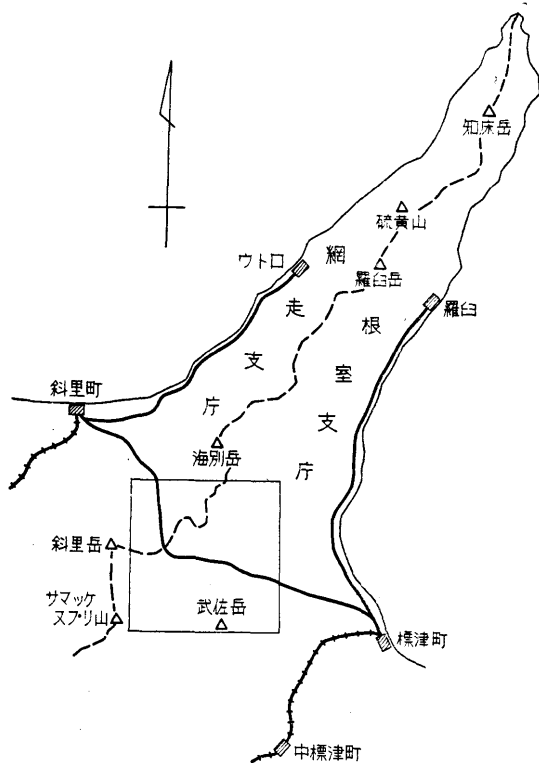 知床岳
硫黄山
ウトロ
羅臼岳
羅臼
網走支庁
根室支庁
斜里町
海別岳
斜里岳
サマッケ
ヌプリ山
武佐岳
標津町
中標津町